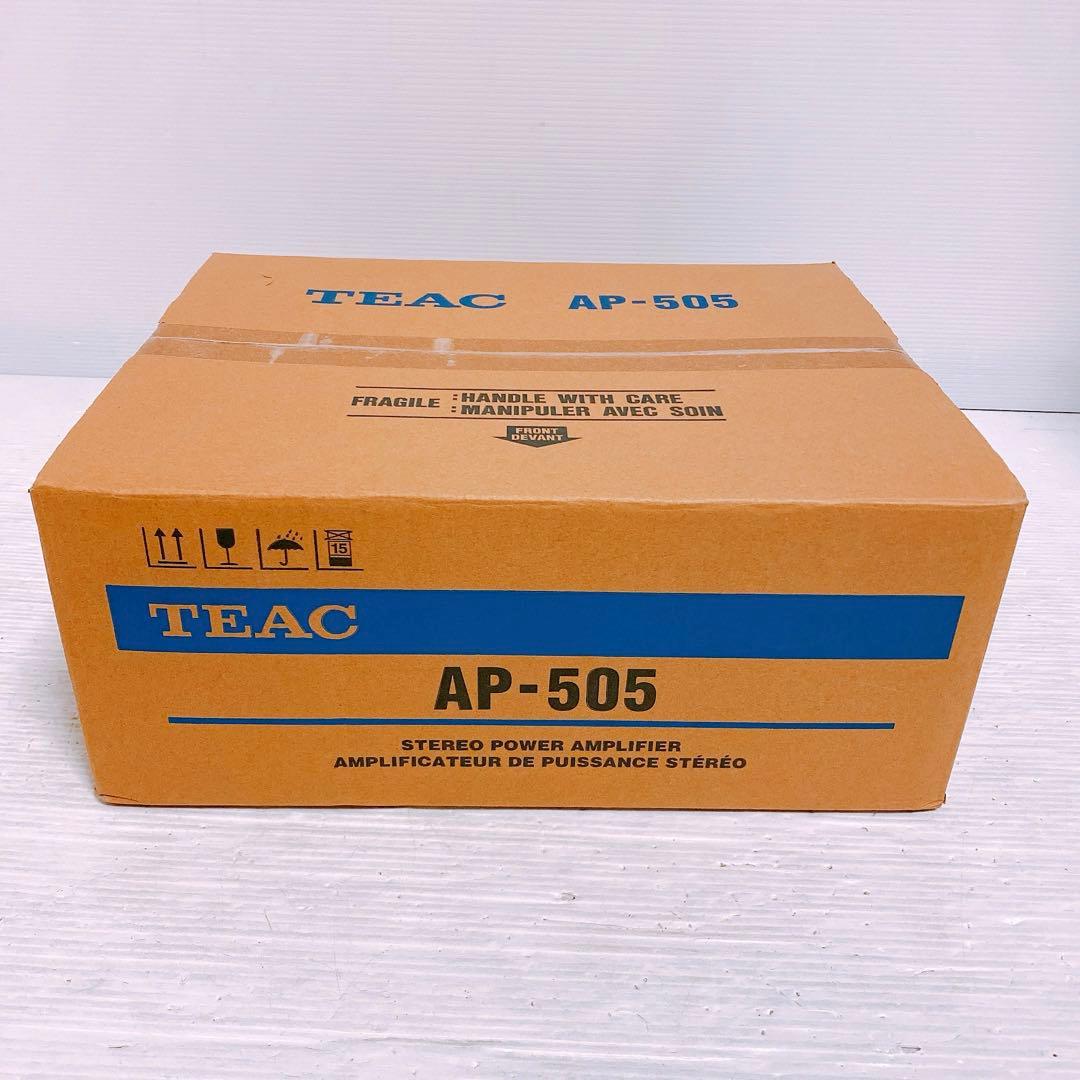 TEAC AP-505
FRAGILE :HANDLE WITH CARE
:MANIPULER AVEC SOIN
FRONT
DEVANT
15
TEAC
AP-505
STEREO POWER AMPLIFIER
AMPLIFICATEUR DE PUISSANCE STÉRÉO